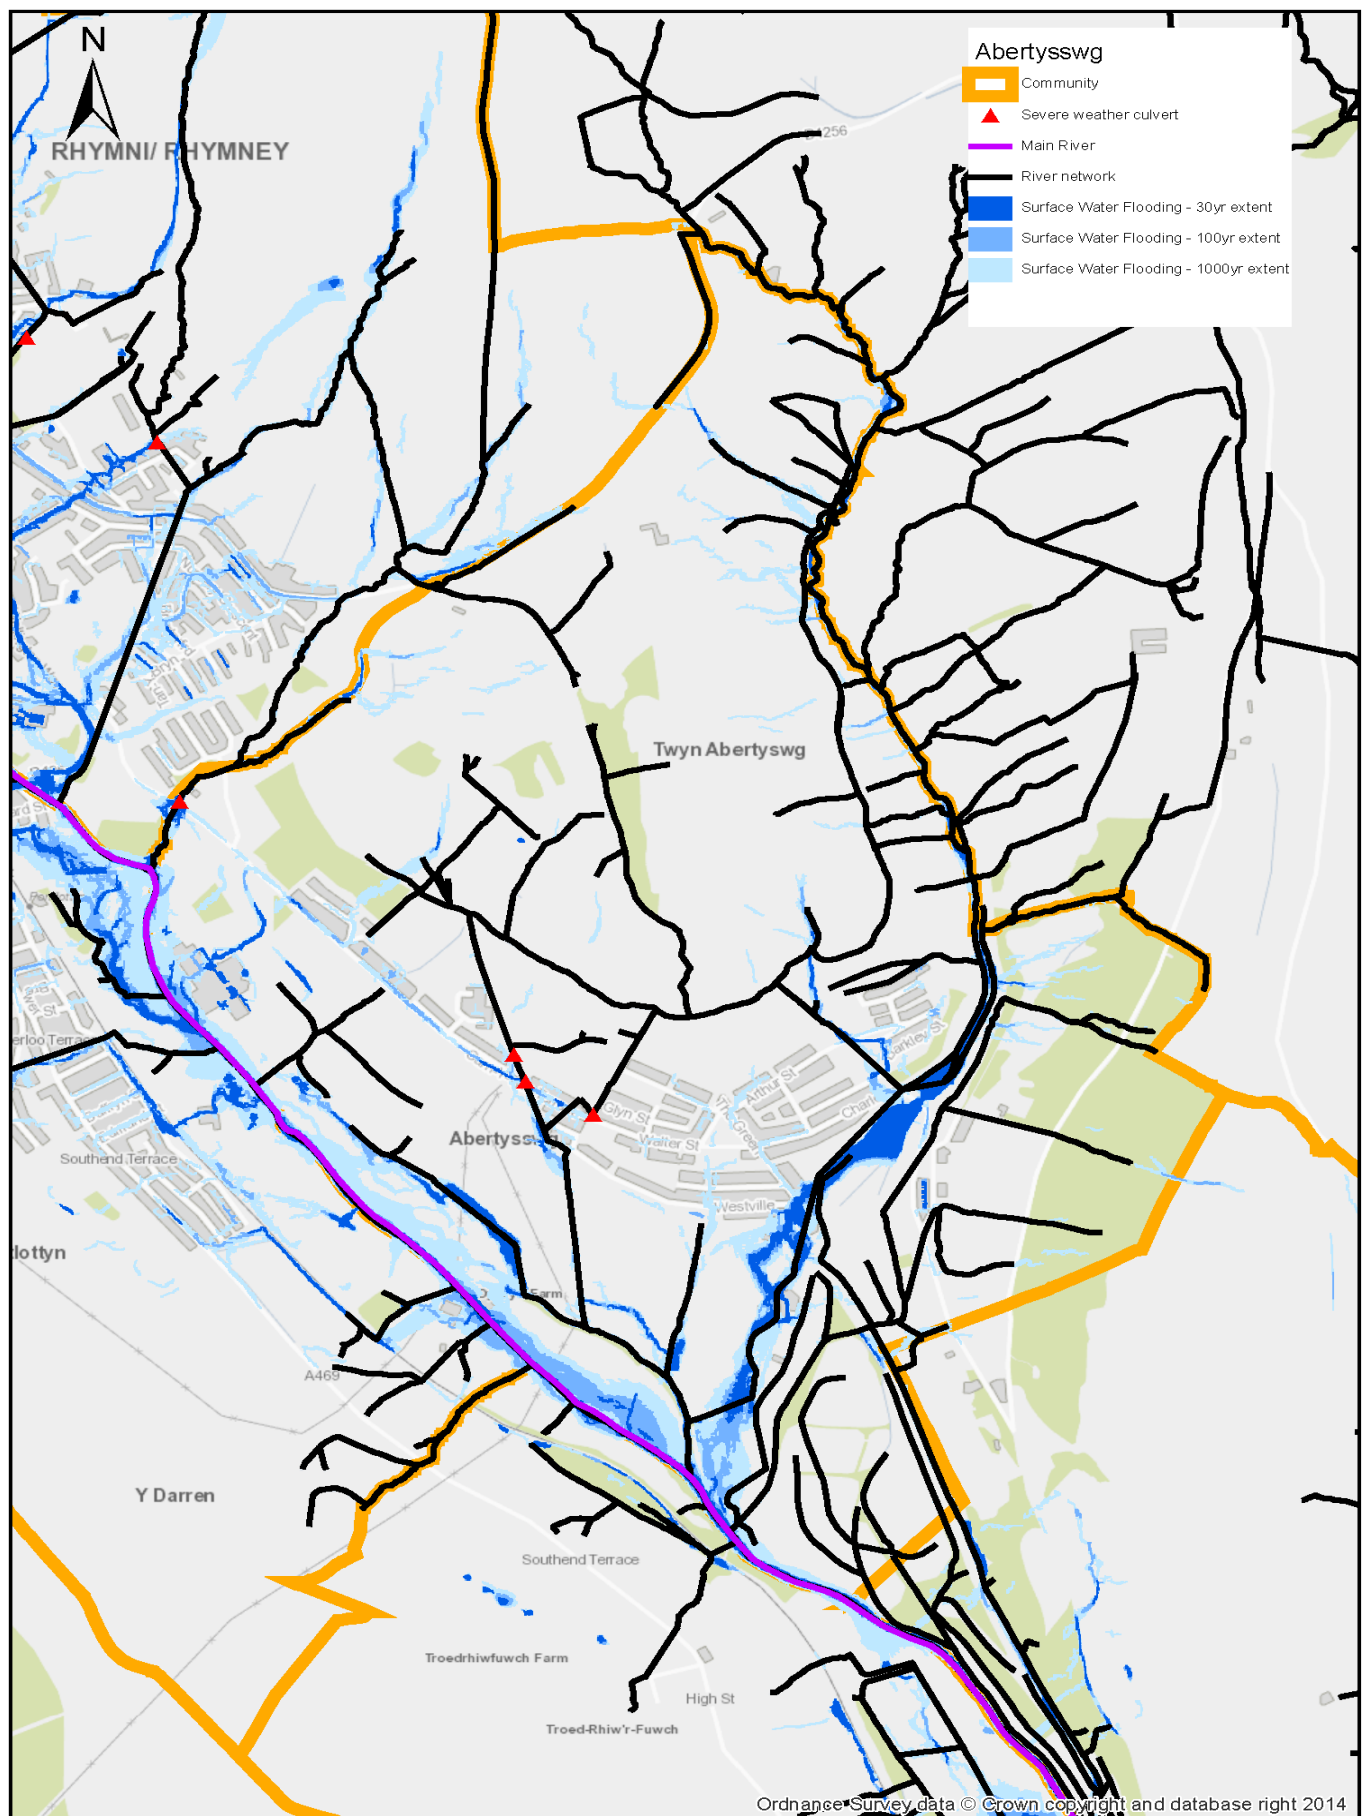 N
RHYMNI/ RHYMNEY
Abertysswg
Community
Severe weather culvert
Main River
River network
Surface Water Flooding - 30yr extent
Surface Water Flooding - 100yr extent
Surface Water Flooding - 1000yr extent
Twyn Abertyswg
Arthur St
Glyn St
The Green
Walter St
Westville
Southend Terrace
A469
Y Darren
Southend Terrace
Troedrhiwfuwch Farm
High St
Troed-Rhiw'r-Fuwch
Ordnance Survey data © Crown copyright and database right 2014